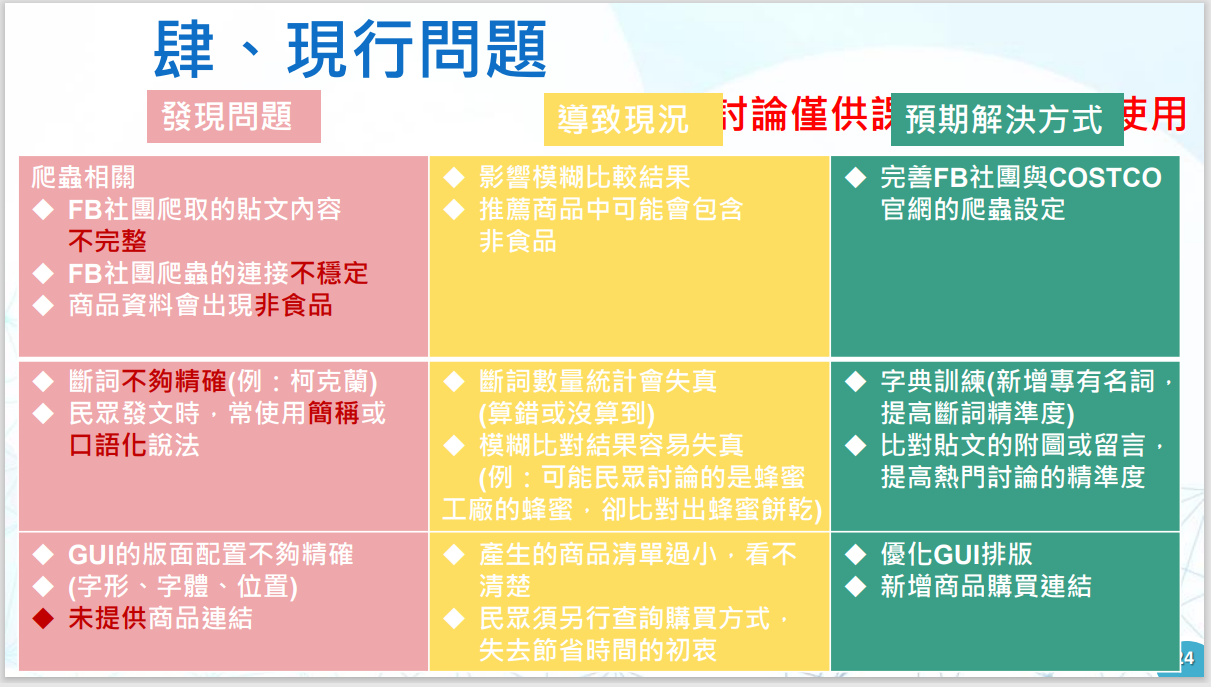 肆、現行問題
發現問題
導致現況
討論僅供課
預期解決方式
使用
爬蟲相關
◆ FB社團爬取的貼文內容
不完整
◆ FB社團爬蟲的連接不穩定
◆ 商品資料會出現非食品
◆ 影響模糊比較結果
◆ 推薦商品中可能會包含
非食品
◆ 完善FB社團與COSTCO
官網的爬蟲設定
◆ 斷詞不夠精確(例：柯克蘭)
◆ 民眾發文時，常使用簡稱或
口語化說法
◆ 斷詞數量統計會失真
(算錯或沒算到)
◆ 模糊比對結果容易失真
(例：可能民眾討論的是蜂蜜
工廠的蜂蜜，卻比對出蜂蜜餅乾)
◆ 字典訓練(新增專有名詞，
提高斷詞精準度)
◆ 比對貼文的附圖或留言，
提高熱門討論的精準度
◆ GUI的版面配置不夠精確
◆ (字形、字體、位置)
◆ 未提供商品連結
◆ 產生的商品清單過小，看不
清楚
◆ 民眾須另行查詢購買方式，
失去節省時間的初衷
◆ 優化GUI排版
◆ 新增商品購買連結
24